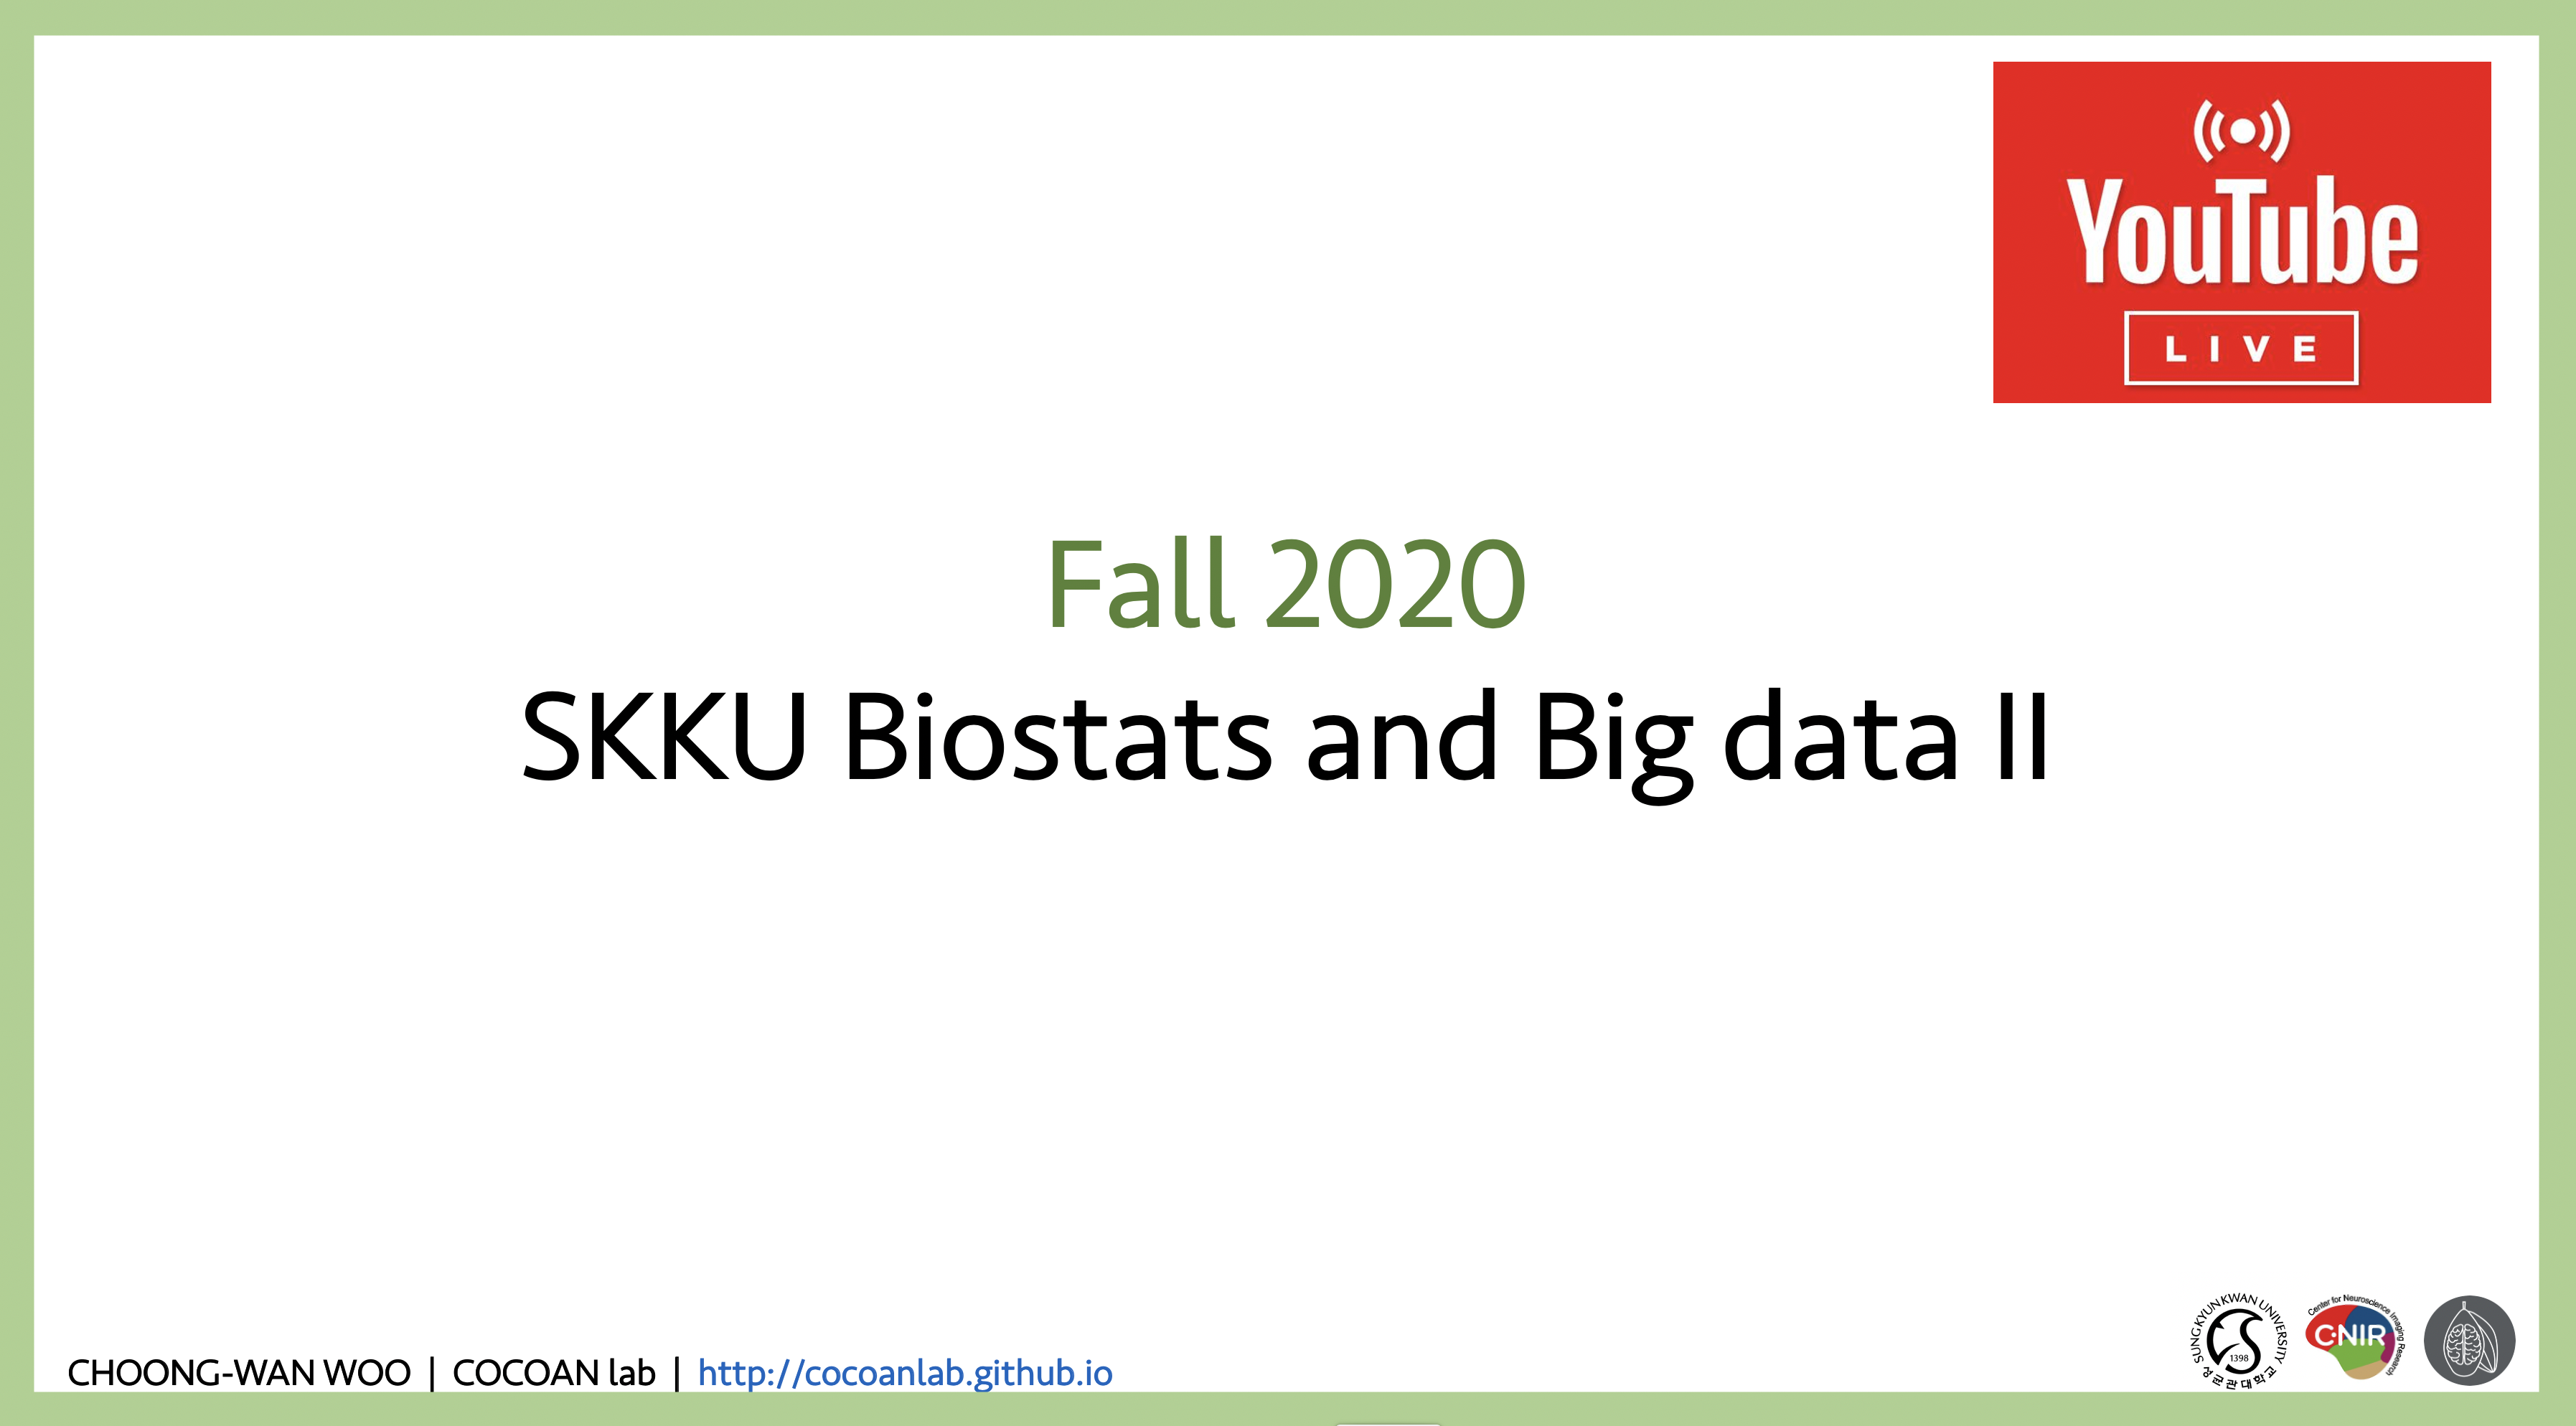 YouTube
LIVE
Fall 2020
SKKU Biostats and Big data II
CHOONG-WAN WOO | COCOAN lab | http://cocoanlab.github.io
SUNGKYUNKWAN UNIVERSITY
1398
성균관대학교
Center for Neuroscience Imaging Research
C·NIR